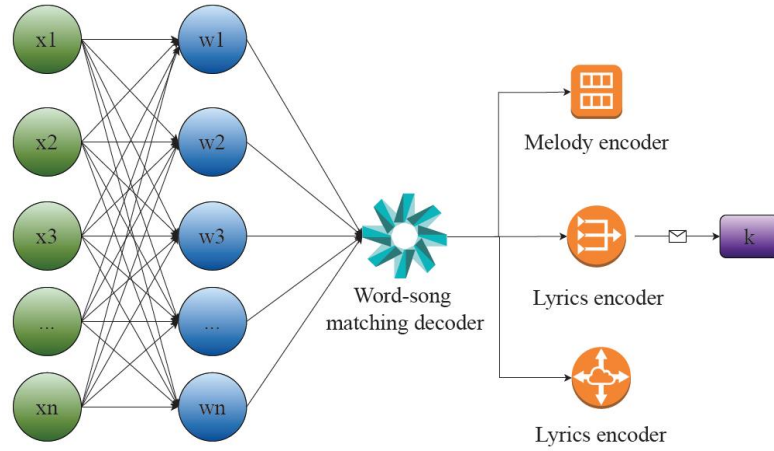 x1
w1
x2
w2
x3
w3
...
...
xn
wn
Word-song
matching decoder
Melody encoder
Lyrics encoder
k
Lyrics encoder